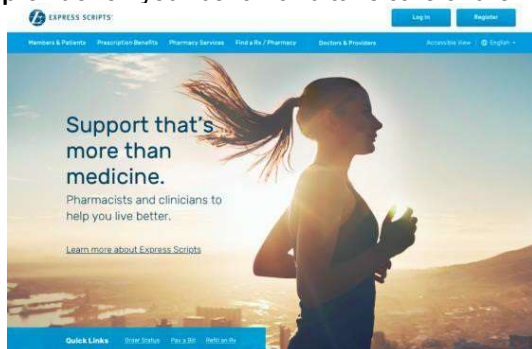 EXPRESS SCRIPTS®
Log In Register
Members & Patients Prescription Benefits Pharmacy Services Find a Rx / Pharmacy Doctors & Providers Accessible View English
Support that's
more than
medicine.
Pharmacists and clinicians to
help you live better.
Learn more about Express Scripts
Quick Links Order Status Pay a Bill Refill an Rx